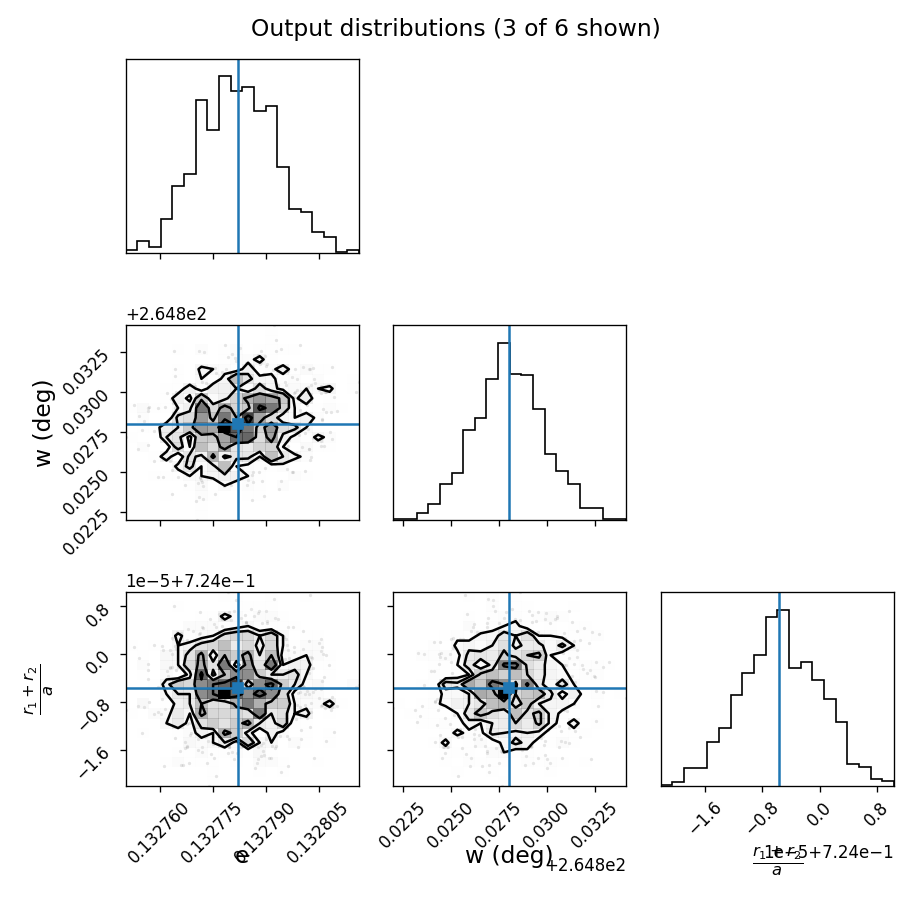 Output distributions (3 of 6 shown)
+2.648e2
w (deg)
0.0325
0.0300
0.0275
0.0250
0.0225
1e−5+7.24e−1
r₁ + r₂
a
0.8
0.0
−0.8
−1.6
0.132760
0.132775
0.132790
0.132805
e
0.0225
0.0250
0.0275
0.0300
0.0325
w (deg)
+2.648e2
−1.6
−0.8
0.0
0.8
r₁ + r₂
a
1e−5+7.24e−1